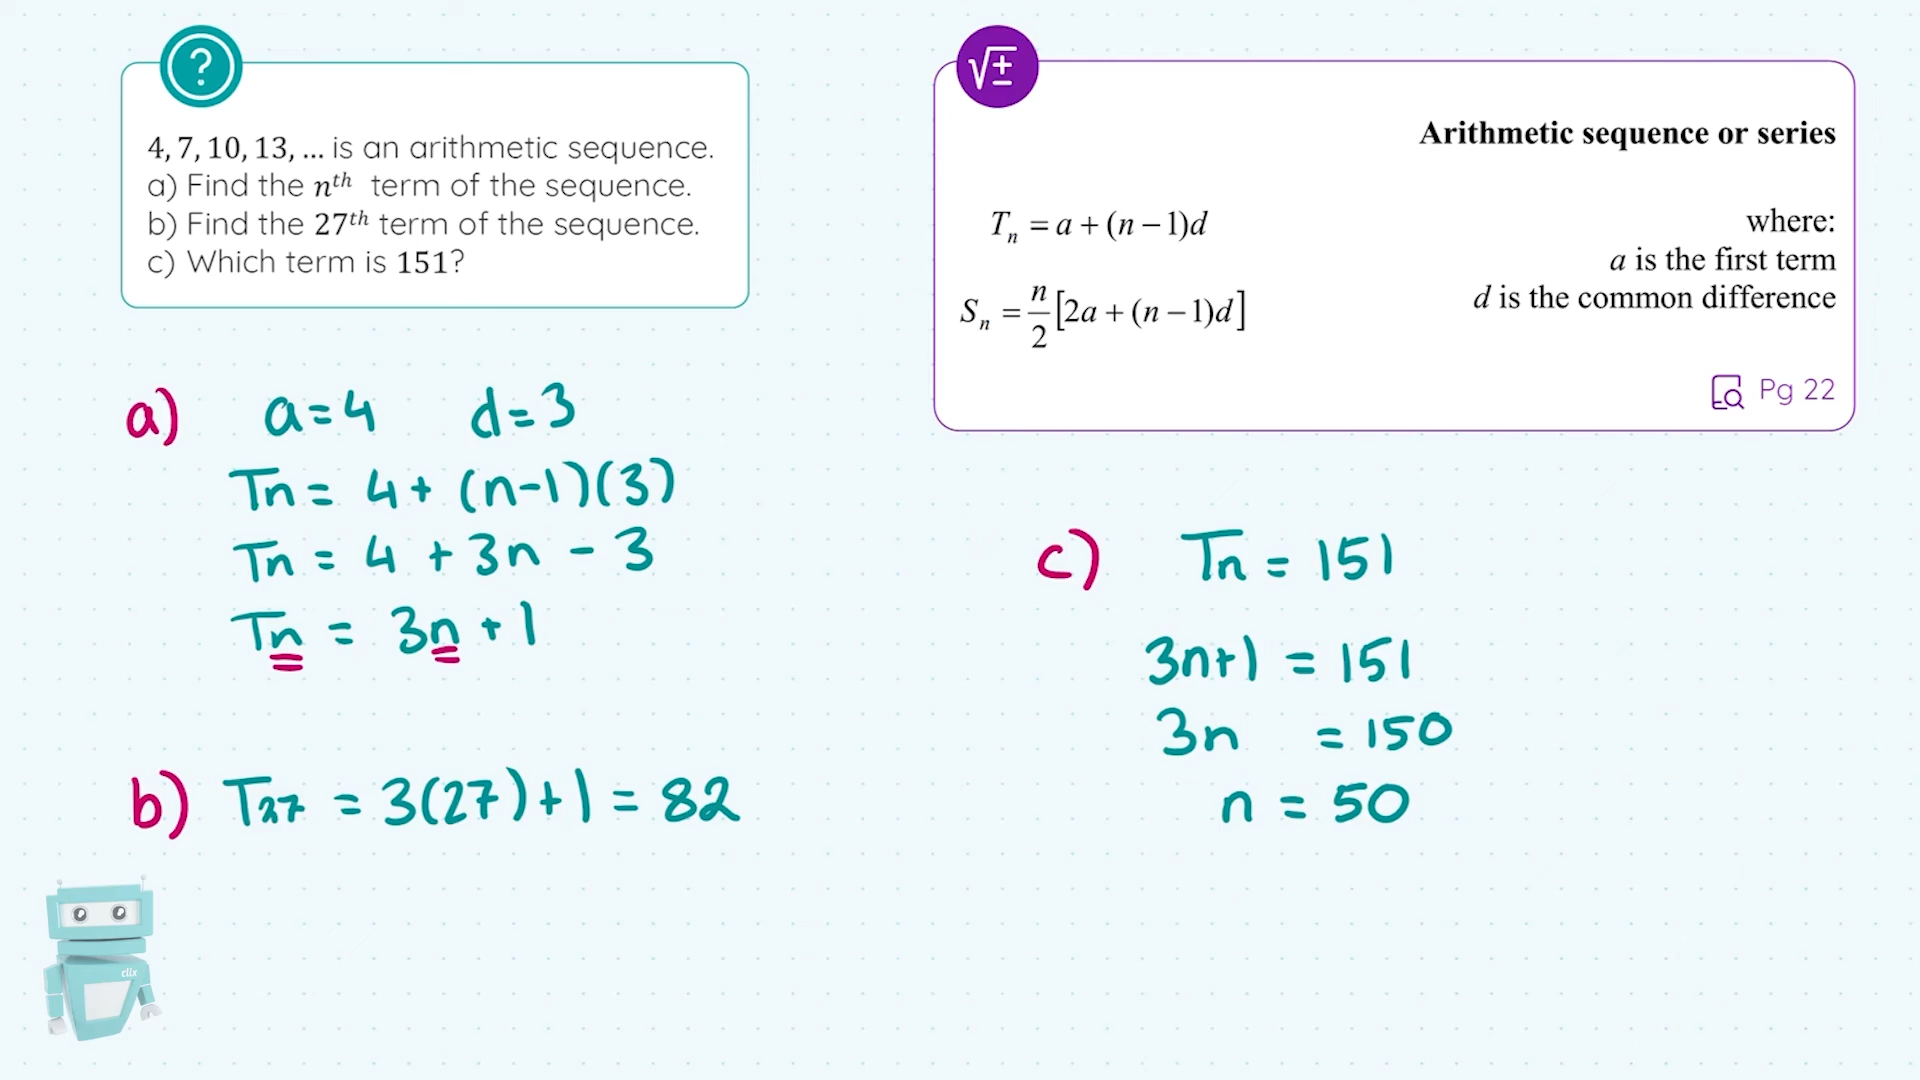 4, 7, 10, 13, ... is an arithmetic sequence.
a) Find the nᵗʰ term of the sequence.
b) Find the 27ᵗʰ term of the sequence.
c) Which term is 151?
Arithmetic sequence or series
Tₙ = a + (n − 1)d
Sₙ = n/2 [2a + (n − 1)d]
where:
a is the first term
d is the common difference
Pg 22
a) a = 4 d = 3
Tn = 4 + (n-1)(3)
Tn = 4 + 3n - 3
Tn = 3n + 1
b) T27 = 3(27) + 1 = 82
c) Tn = 151
3n+1 = 151
3n = 150
n = 50
clix